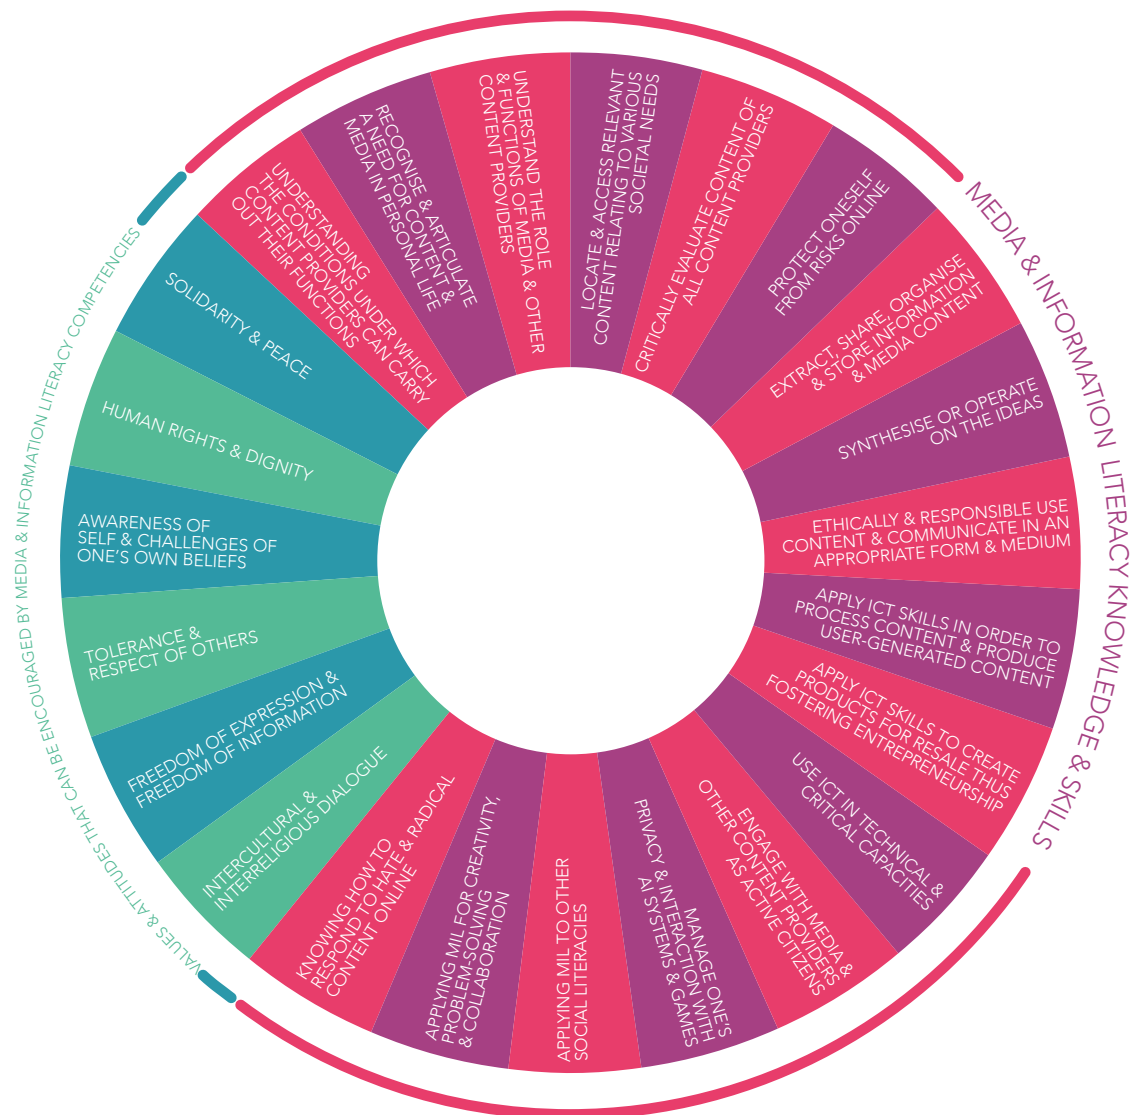 MEDIA & INFORMATION LITERACY KNOWLEDGE & SKILLS
LOCATE & ACCESS RELEVANT
CONTENT RELATING TO VARIOUS
SOCIETAL NEEDS
CRITICALLY EVALUATE CONTENT OF
ALL CONTENT PROVIDERS
PROTECT ONESELF
FROM RISKS ONLINE
EXTRACT, SHARE, ORGANISE
& STORE INFORMATION
& MEDIA CONTENT
SYNTHESISE OR OPERATE
ON THE IDEAS
ETHICALLY & RESPONSIBLE USE
CONTENT & COMMUNICATE IN AN
APPROPRIATE FORM & MEDIUM
APPLY ICT SKILLS IN ORDER TO
PROCESS CONTENT & PRODUCE
USER-GENERATED CONTENT
APPLY ICT SKILLS TO CREATE
PRODUCTS FOR RESALE THUS
FOSTERING ENTREPRENEURSHIP
USE ICT IN TECHNICAL &
CRITICAL CAPACITIES
ENGAGE WITH MEDIA &
OTHER CONTENT PROVIDERS
AS ACTIVE CITIZENS
MANAGE ONE'S
PRIVACY & INTERACTION WITH
AI SYSTEMS & GAMES
APPLYING MIL TO OTHER
SOCIAL LITERACIES
APPLYING MIL FOR CREATIVITY,
PROBLEM-SOLVING
& COLLABORATION
KNOWING HOW TO
RESPOND TO HATE & RADICAL
CONTENT ONLINE
INTERCULTURAL &
INTERRELIGIOUS DIALOGUE
FREEDOM OF EXPRESSION &
FREEDOM OF INFORMATION
TOLERANCE &
RESPECT OF OTHERS
AWARENESS OF
SELF & CHALLENGES OF
ONE'S OWN BELIEFS
HUMAN RIGHTS & DIGNITY
SOLIDARITY & PEACE
UNDERSTANDING
THE CONDITIONS UNDER WHICH
CONTENT PROVIDERS CAN CARRY
OUT THEIR FUNCTIONS
RECOGNISE & ARTICULATE
A NEED FOR CONTENT &
MEDIA IN PERSONAL LIFE
UNDERSTAND THE ROLE
& FUNCTIONS OF MEDIA & OTHER
CONTENT PROVIDERS
VALUES & ATTITUDES THAT CAN BE ENCOURAGED BY MEDIA & INFORMATION LITERACY COMPETENCIES